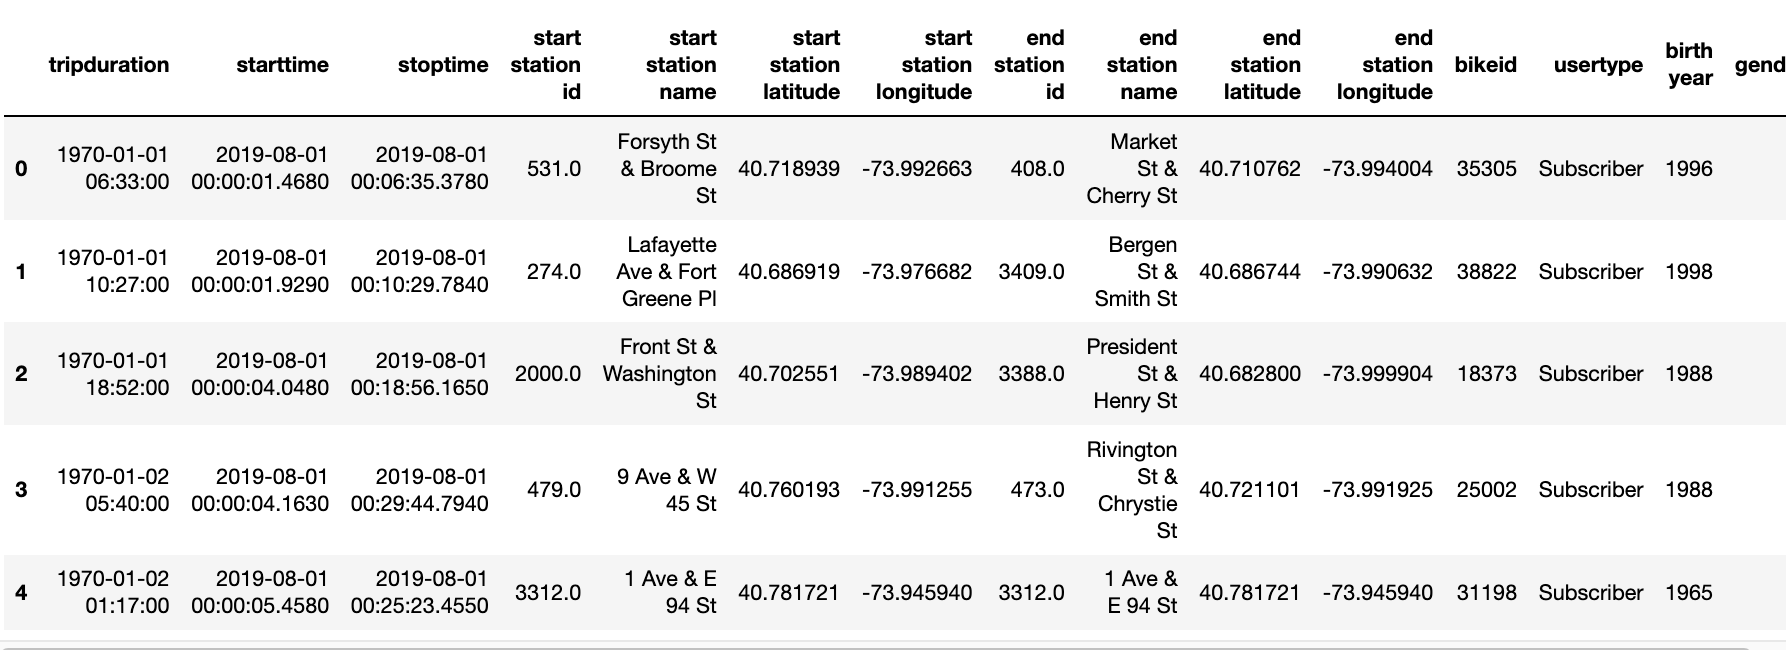 tripduration starttime stoptime start station id start station name start station latitude start station longitude end station id end station name end station latitude end station longitude bikeid usertype birth year gend
0 1970-01-01 06:33:00 2019-08-01 00:00:01.4680 2019-08-01 00:06:35.3780 531.0 Forsyth St & Broome St 40.718939 -73.992663 408.0 Market St & Cherry St 40.710762 -73.994004 35305 Subscriber 1996
1 1970-01-01 10:27:00 2019-08-01 00:00:01.9290 2019-08-01 00:10:29.7840 274.0 Lafayette Ave & Fort Greene Pl 40.686919 -73.976682 3409.0 Bergen St & Smith St 40.686744 -73.990632 38822 Subscriber 1998
2 1970-01-01 18:52:00 2019-08-01 00:00:04.0480 2019-08-01 00:18:56.1650 2000.0 Front St & Washington St 40.702551 -73.989402 3388.0 President St & Henry St 40.682800 -73.999904 18373 Subscriber 1988
3 1970-01-02 05:40:00 2019-08-01 00:00:04.1630 2019-08-01 00:29:44.7940 479.0 9 Ave & W 45 St 40.760193 -73.991255 473.0 Rivington St & Chrystie St 40.721101 -73.991925 25002 Subscriber 1988
4 1970-01-02 01:17:00 2019-08-01 00:00:05.4580 2019-08-01 00:25:23.4550 3312.0 1 Ave & E 94 St 40.781721 -73.945940 3312.0 1 Ave & E 94 St 40.781721 -73.945940 31198 Subscriber 1965